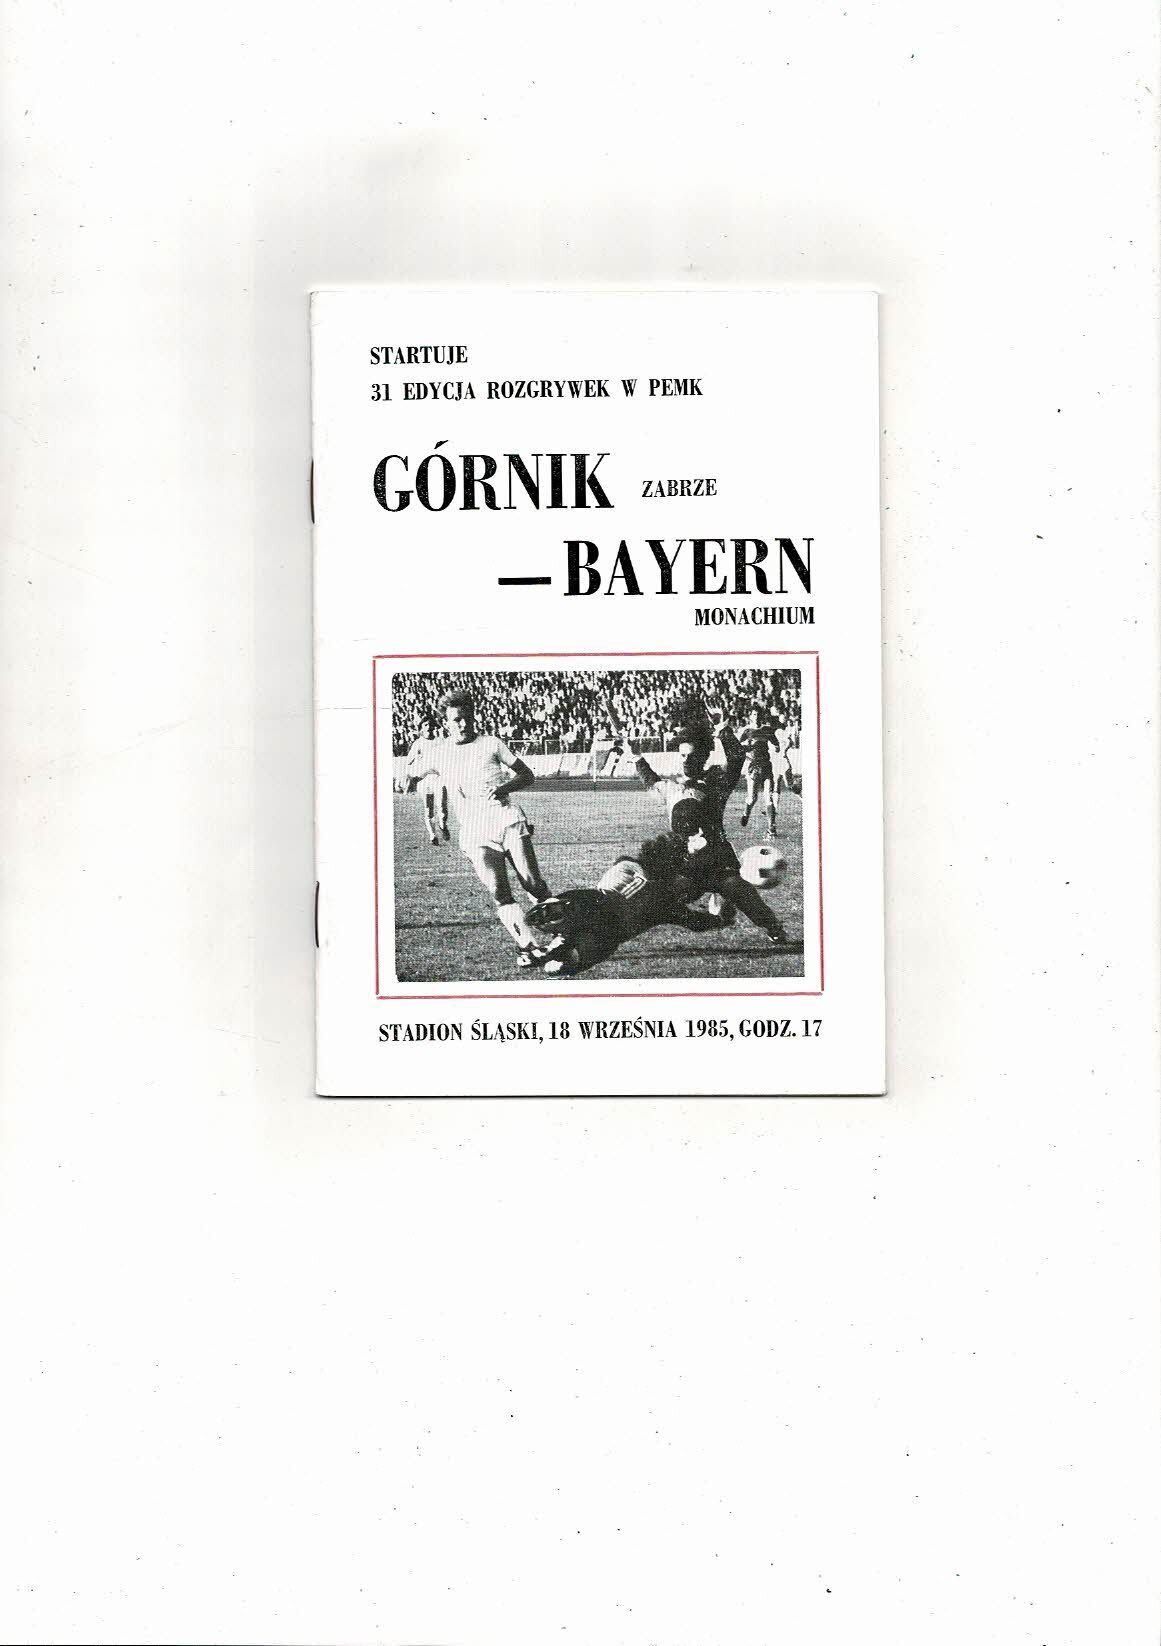 STARTUJE
31 EDYCJA ROZGRYWEK W PEMK
GÓRNIK ZABRZE
—BAYERN
MONACHIUM
STADION ŚLĄSKI, 18 WRZEŚNIA 1985, GODZ. 17